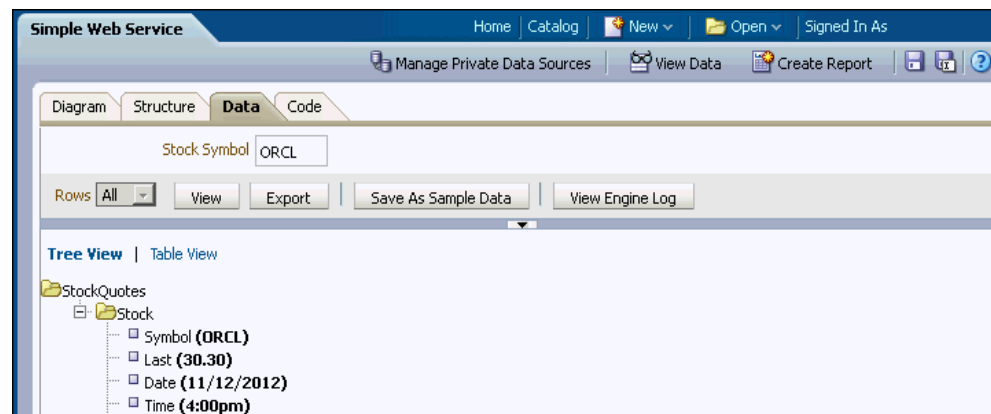 Simple Web Service Home Catalog New Open Signed In As
Manage Private Data Sources View Data Create Report
Diagram Structure Data Code
Stock Symbol ORCL
Rows All View Export Save As Sample Data View Engine Log
Tree View | Table View
StockQuotes
Stock
Symbol (ORCL)
Last (30.30)
Date (11/12/2012)
Time (4:00pm)